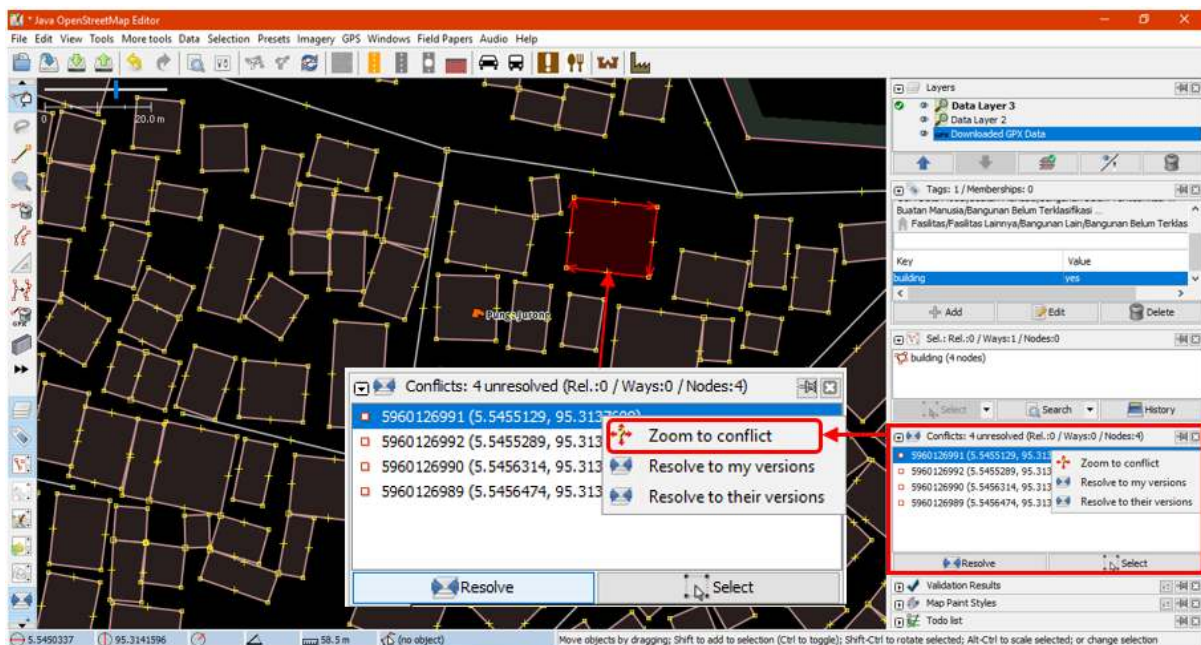 * Java OpenStreetMap Editor
File Edit View Tools More tools Data Selection Presets Imagery GPS Windows Field Papers Audio Help
0 20.0 m
Layers
Data Layer 3
Data Layer 2
Downloaded GPX Data
Tags: 1 / Memberships: 0
Buatan Manusia/Bangunan Belum Terklasifikasi ...
Fasilitas/Fasilitas Lainnya/Bangunan Lain/Bangunan Belum Terklas
Key Value
building yes
Add Edit Delete
Sel.: Rel.:0 / Ways:1 / Nodes:0
building (4 nodes)
Select Search History
Punge Jurong
Conflicts: 4 unresolved (Rel.:0 / Ways:0 / Nodes:4)
5960126991 (5.5455129, 95.3137600)
5960126992 (5.5455289, 95.313
5960126990 (5.5456314, 95.313
5960126989 (5.5456474, 95.313
Zoom to conflict
Resolve to my versions
Resolve to their versions
Resolve Select
Conflicts: 4 unresolved (Rel.:0 / Ways:0 / Nodes:4)
5960126991 (5.5455129, 95.313
5960126992 (5.5455289, 95.313
5960126990 (5.5456314, 95.313
5960126989 (5.5456474, 95.313
Zoom to conflict
Resolve to my versions
Resolve to their versions
Resolve Select
Validation Results
Map Paint Styles
Todo list
5.5450337 95.3141596 58.5 m (no object) Move objects by dragging; Shift to add to selection (Ctrl to toggle); Shift-Ctrl to rotate selected; Alt-Ctrl to scale selected; or change selection